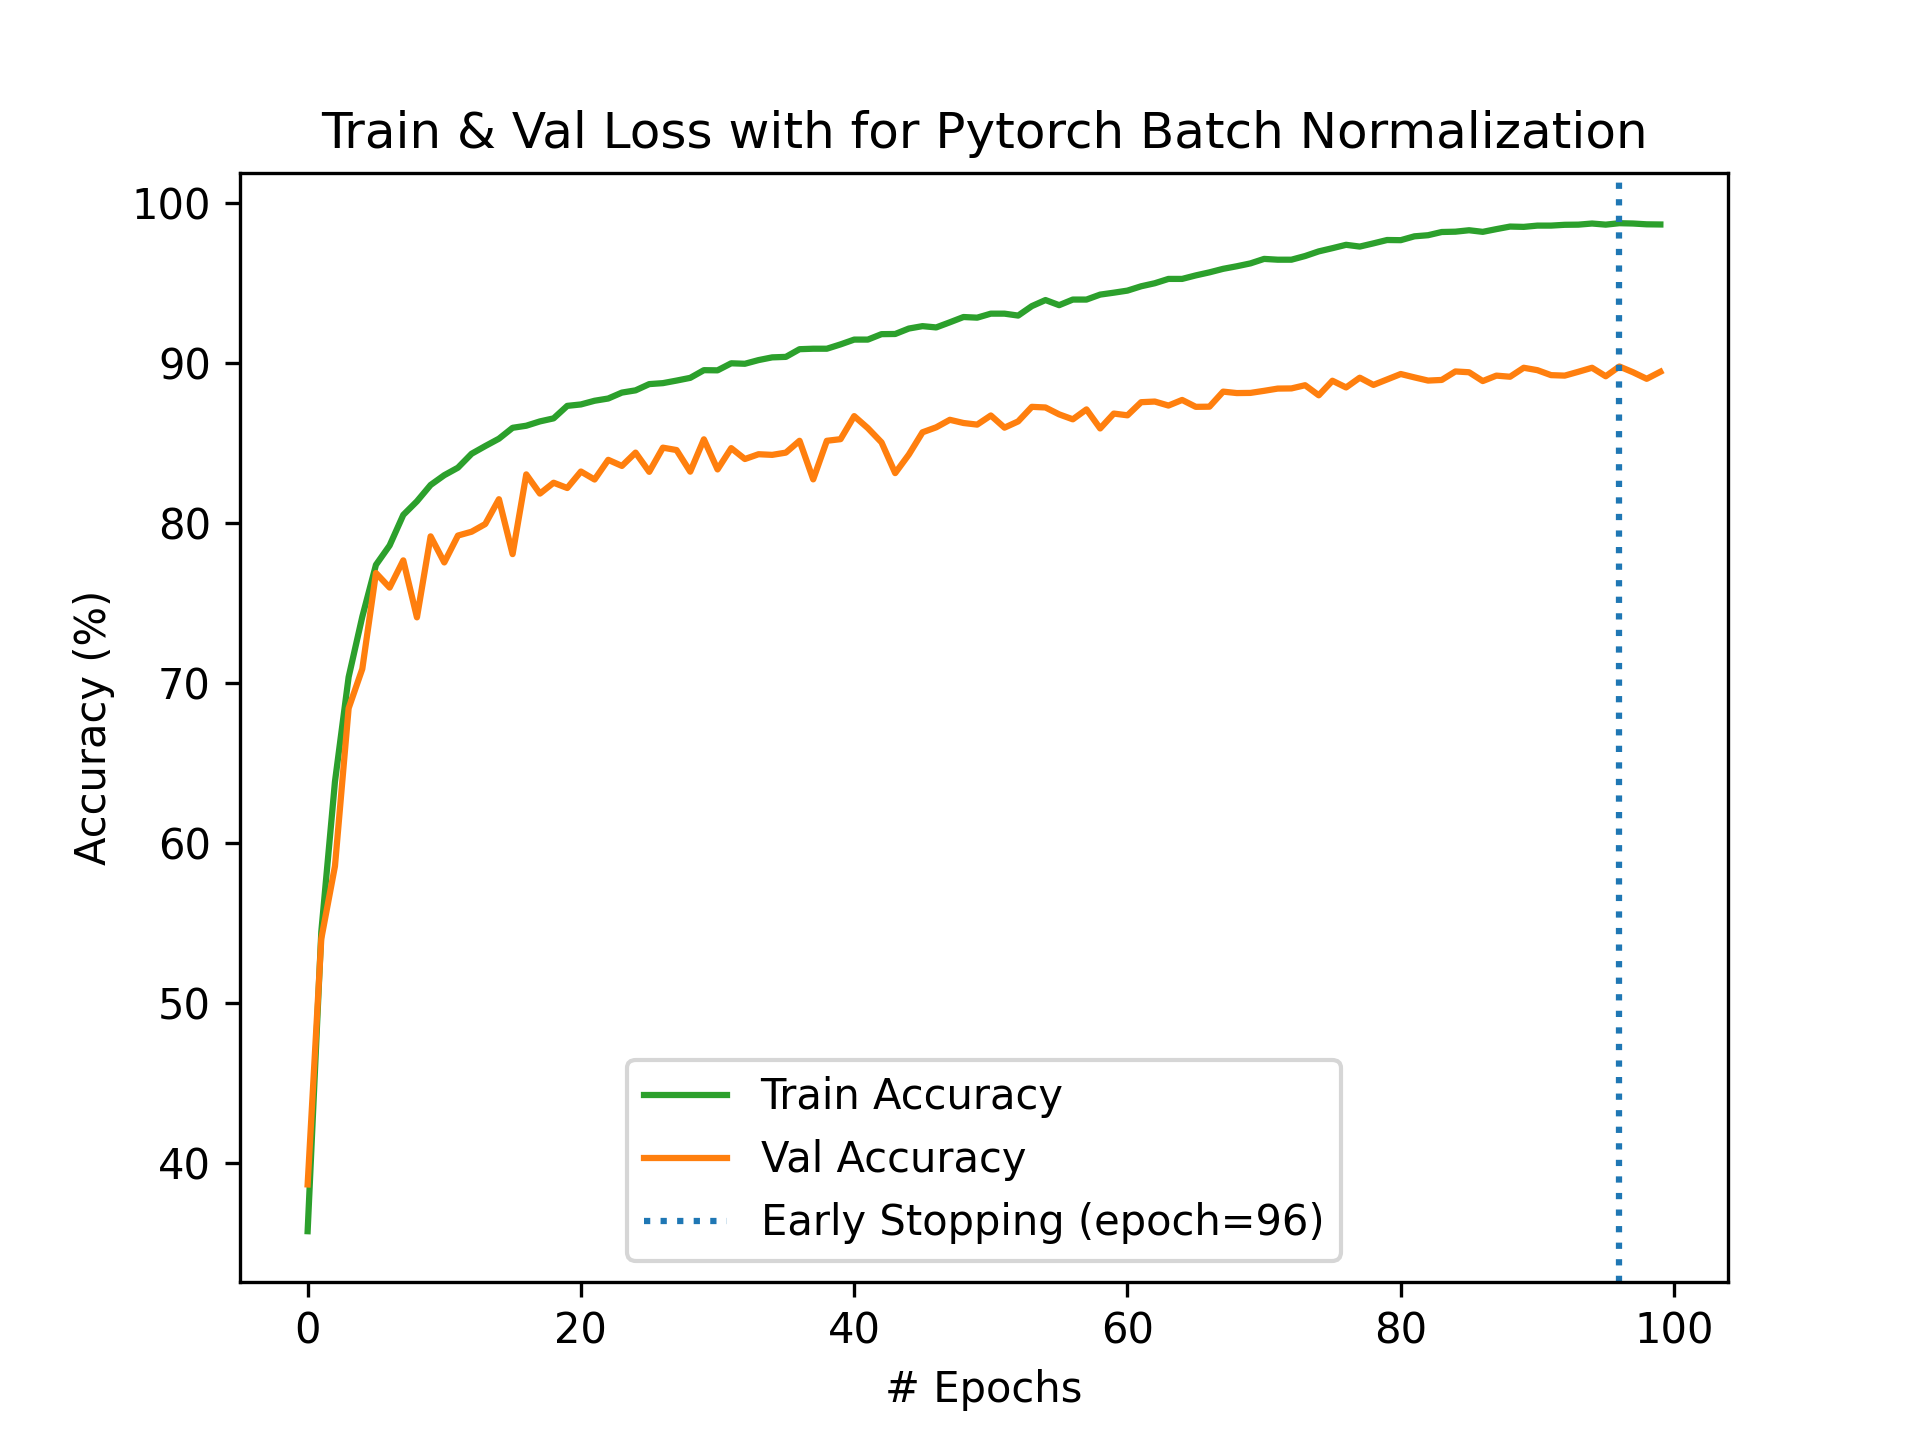 Train & Val Loss with for Pytorch Batch Normalization
100
90
80
70
60
50
40
Accuracy (%)
Train Accuracy
Val Accuracy
Early Stopping (epoch=96)
0 20 40 60 80 100
# Epochs